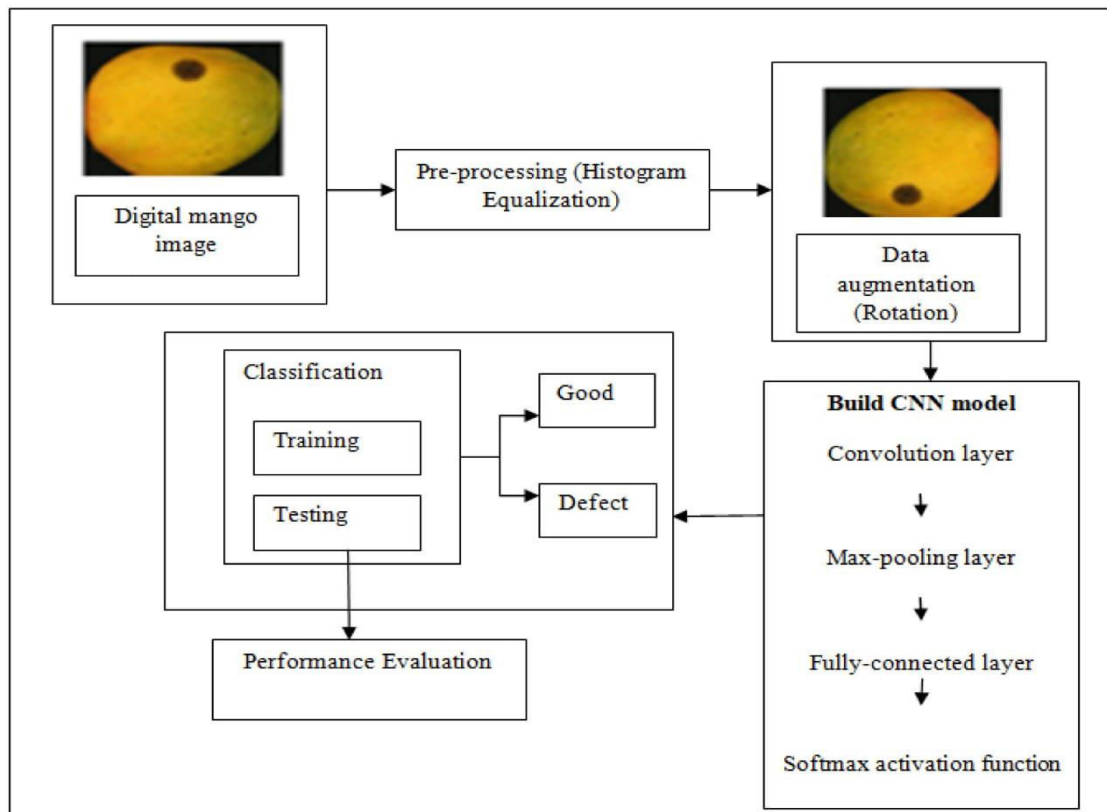 Digital mango
image
Pre-processing (Histogram
Equalization)
Data
augmentation
(Rotation)
Build CNN model
Convolution layer
Max-pooling layer
Fully-connected layer
Softmax activation function
Classification
Training
Testing
Good
Defect
Performance Evaluation